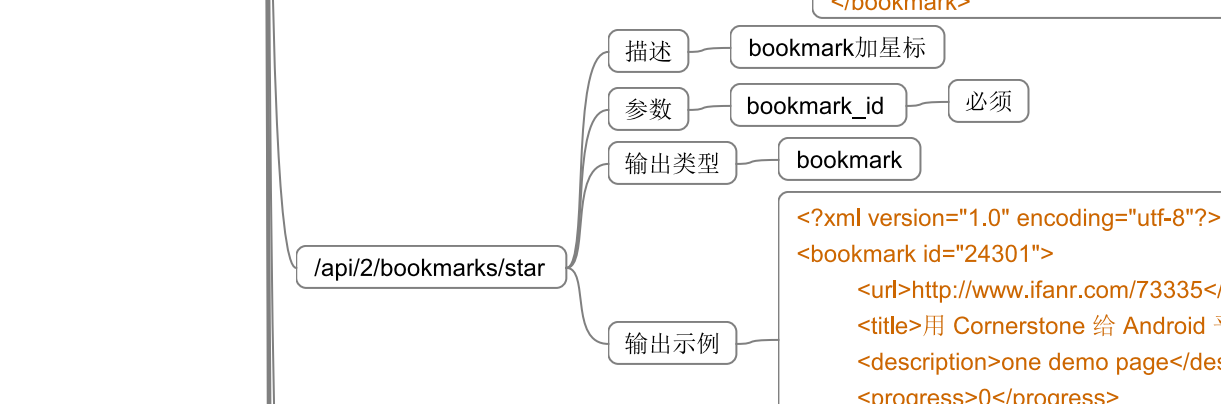 </bookmark>
描述
bookmark加星标
参数
bookmark_id
必须
输出类型
bookmark
/api/2/bookmarks/star
输出示例
<?xml version="1.0" encoding="utf-8"?>
<bookmark id="24301">
<url>http://www.ifanr.com/73335</
<title>用 Cornerstone 给 Android
<description>one demo page</des
<progress>0</progress>